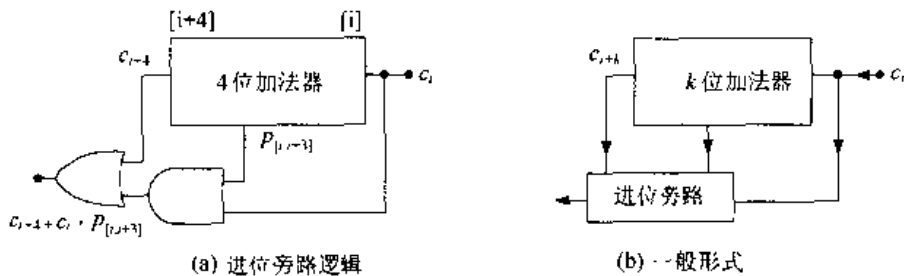 [i+4] [i]
c_{i+4}
4位加法器
c_i
p_{[i,i+3]}
c_{i+4}+c_i · p_{[i,i+3]}
(a) 进位旁路逻辑
c_{i+k}
k位加法器
c_i
进位旁路
(b) 一般形式